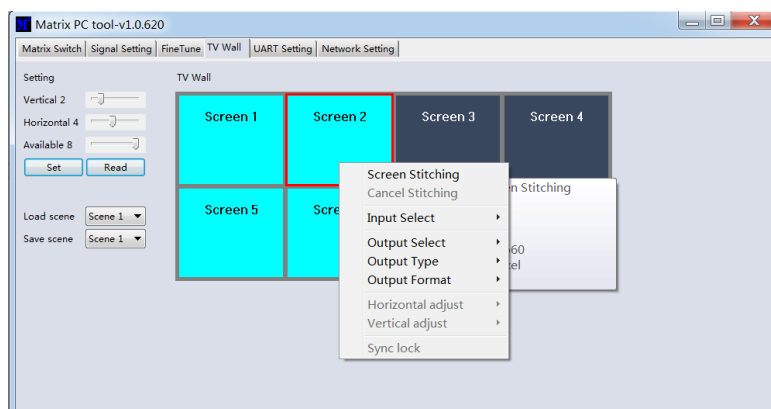 Matrix PC tool-v1.0.620
Matrix Switch Signal Setting FineTune TV Wall UART Setting Network Setting
Setting
TV Wall
Vertical 2
Horizontal 4
Available 8
Set Read
Load scene Scene 1
Save scene Scene 1
Screen 1 Screen 2 Screen 3 Screen 4
Screen 5
Screen Stitching
Cancel Stitching
Input Select
Output Select
Output Type
Output Format
Horizontal adjust
Vertical adjust
Sync lock
Stitching